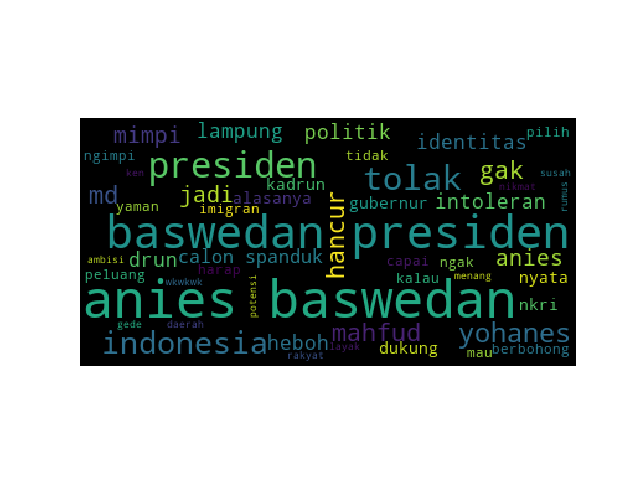 mimpi lampung politik identitas pilih
ngimpi presiden tidak tolak gak susah
kan kadrun nikmat
md jadi alasanya gubernur intoleran rumus
yaman imigran
baswedan presiden
hancur
ambisi drun calon spanduk capai ngak anies
peluang harap kalau menang nyata
wkwkwk potensi
anies baswedan nkri
gede daerah mahfud yohanes
indonesia heboh layak dukung mau berbohong
rakyat